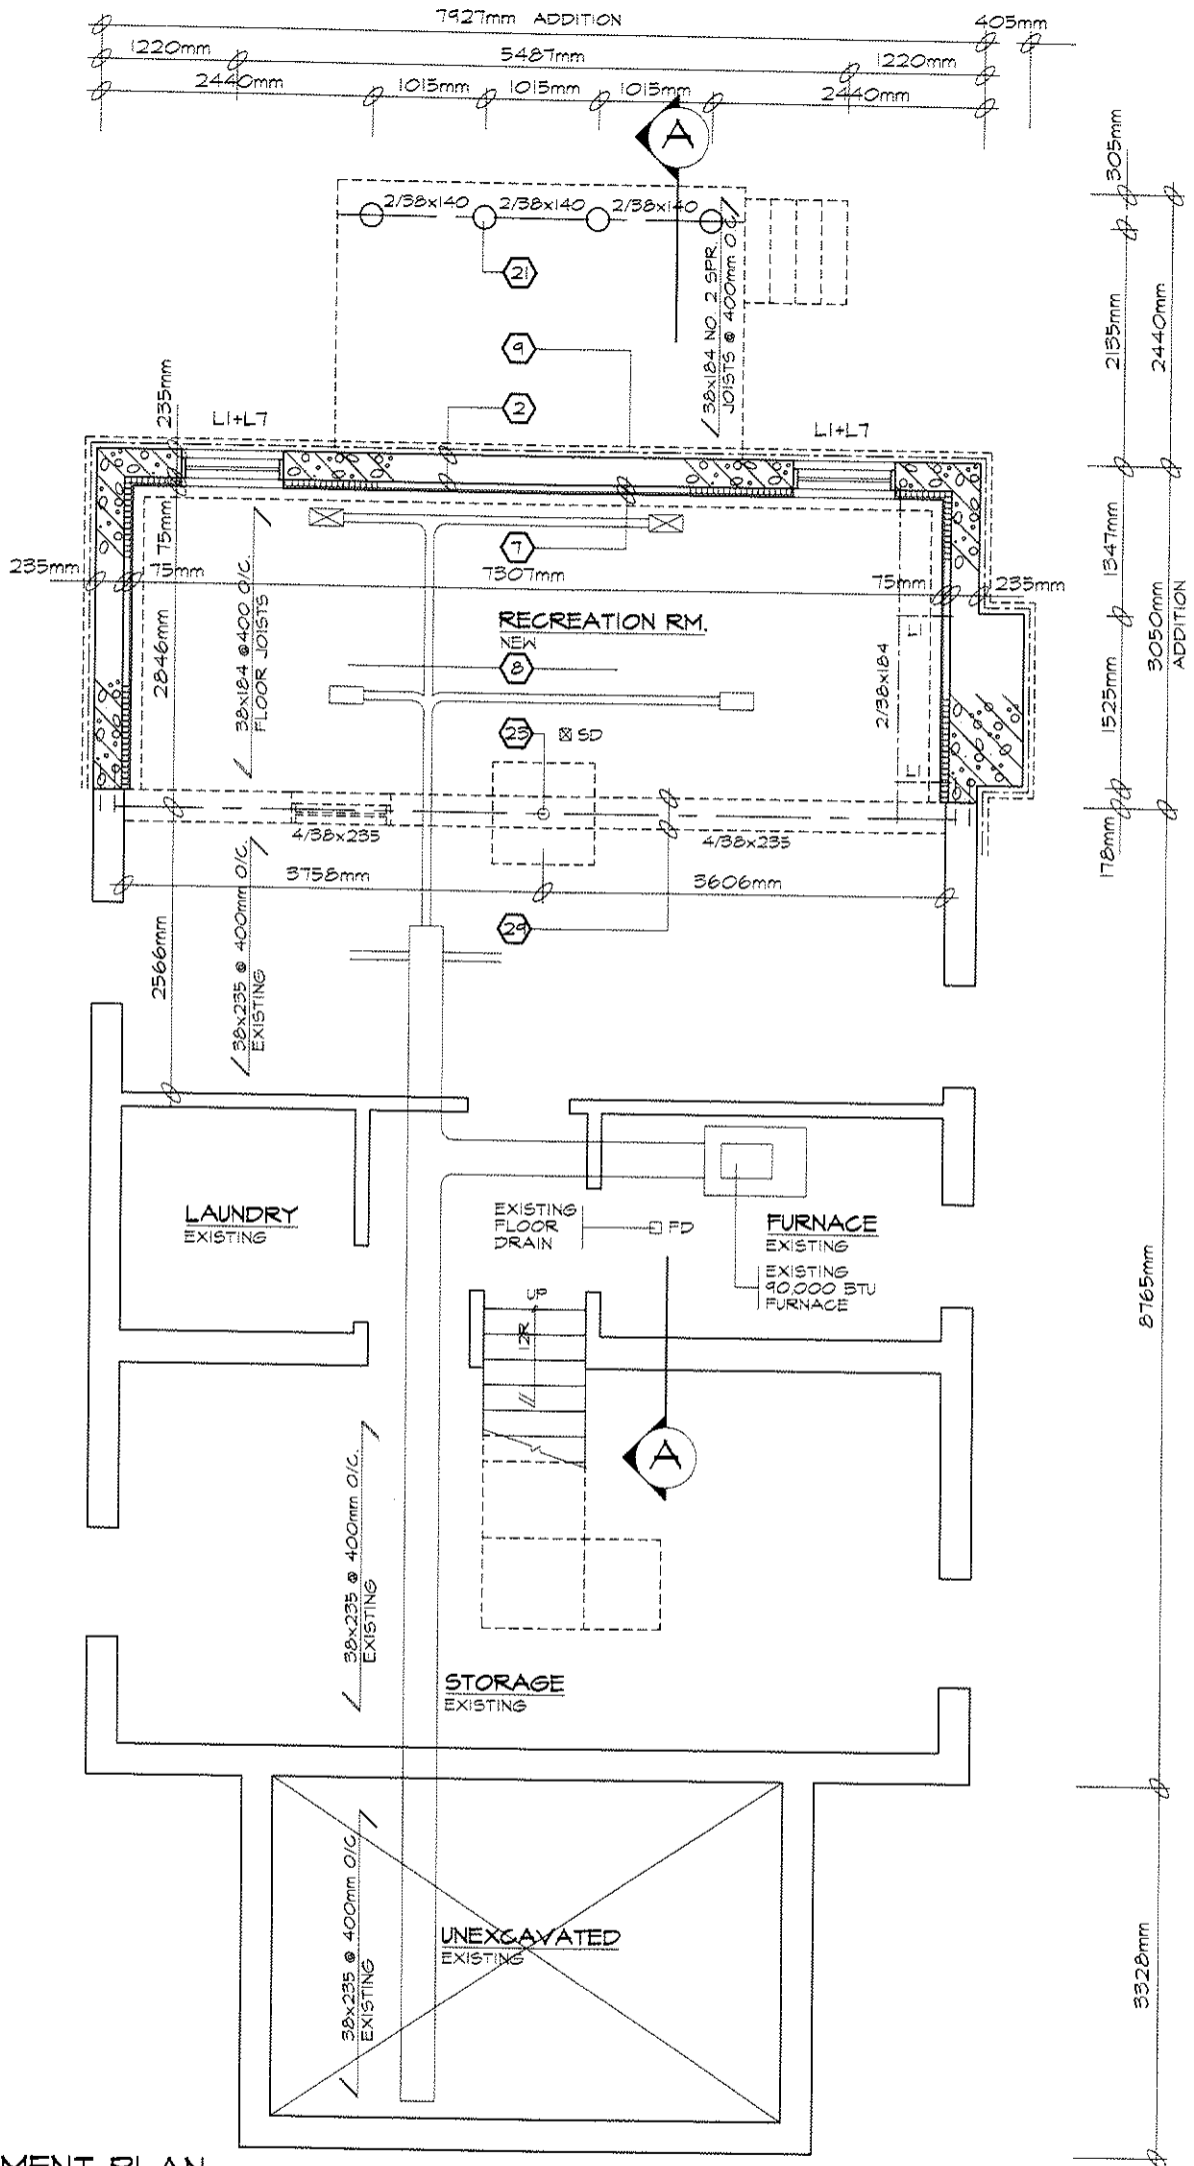 7927mm ADDITION
405mm
1220mm
5487mm
1220mm
2440mm
1015mm
1015mm
1015mm
2440mm
A
305mm
2/38x140
2/38x140
2/38x140
21
38x184 NO. 2 SPR.
JOISTS @ 400mm O.C.
2135mm
2440mm
9
2
235mm
L1+L7
L1+L7
75mm
7
235mm
75mm
7307mm
75mm
235mm
1347mm
3050mm
ADDITION
38x184 @400 O/C.
FLOOR JOISTS
RECREATION RM.
NEW
8
L1
2846mm
2/38x184
1525mm
23
SD
L1
4/38x235
4/38x235
178mm
3758mm
3606mm
38x235 @ 400mm O/C.
EXISTING
29
2566mm
LAUNDRY
EXISTING
EXISTING
FLOOR
DRAIN
FD
FURNACE
EXISTING
EXISTING
90,000 BTU
FURNACE
8765mm
UP
12R
A
38x235 @ 400mm O/C.
EXISTING
STORAGE
EXISTING
38x235 @ 400mm O/C.
EXISTING
UNEXCAVATED
EXISTING
3328mm
MENT PLAN